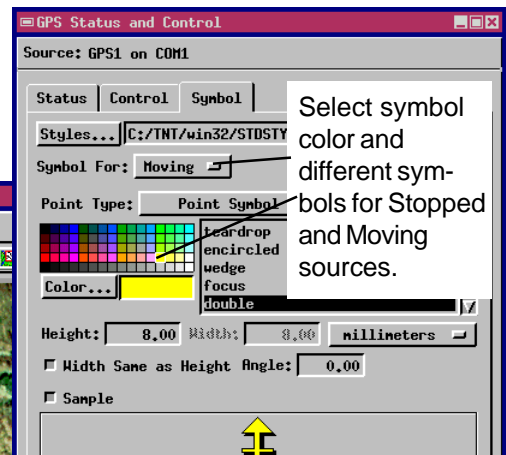 GPS Status and Control
Source: GPS1 on COM1
Status Control Symbol
Styles... C:/TNT/win32/STDSTY
Symbol For: Moving
Point Type: Point Symbol
teardrop
encircled
wedge
focus
double
Color...
Height: 8.00 Width: 8.00 millimeters
Width Same as Height Angle: 0.00
Sample
Select symbol
color and
different sym-
bols for Stopped
and Moving
sources.